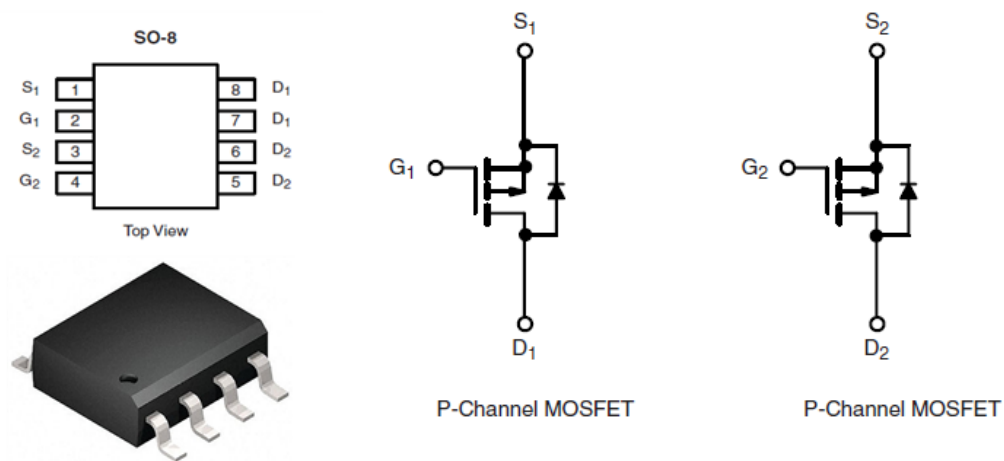 SO-8
S1 1 8 D1
G1 2 7 D1
S2 3 6 D2
G2 4 5 D2
Top View
S1
G1
D1
P-Channel MOSFET
S2
G2
D2
P-Channel MOSFET